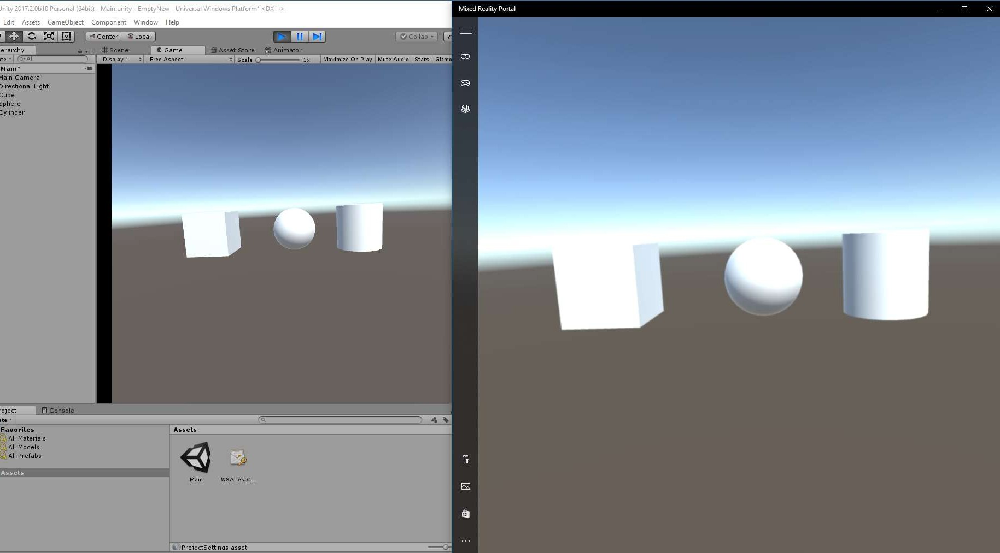 Unity 2017.2.0b10 Personal (64bit) - Main.unity - EmptyNew - Universal Windows Platform* <DX11>
Edit Assets GameObject Component Window Help
Center Local Collab
erarchy
Scene Game Asset Store Animator
ate All
Display 1 Free Aspect Scale 1x Maximize On Play Mute Audio Stats Gizmo
Main*
Main Camera
Directional Light
Cube
Sphere
Cylinder
roject Console
ate
Favorites
All Materials
All Models
All Prefabs
Assets
Assets
Main WSATestC...
ProjectSettings.asset
Mixed Reality Portal